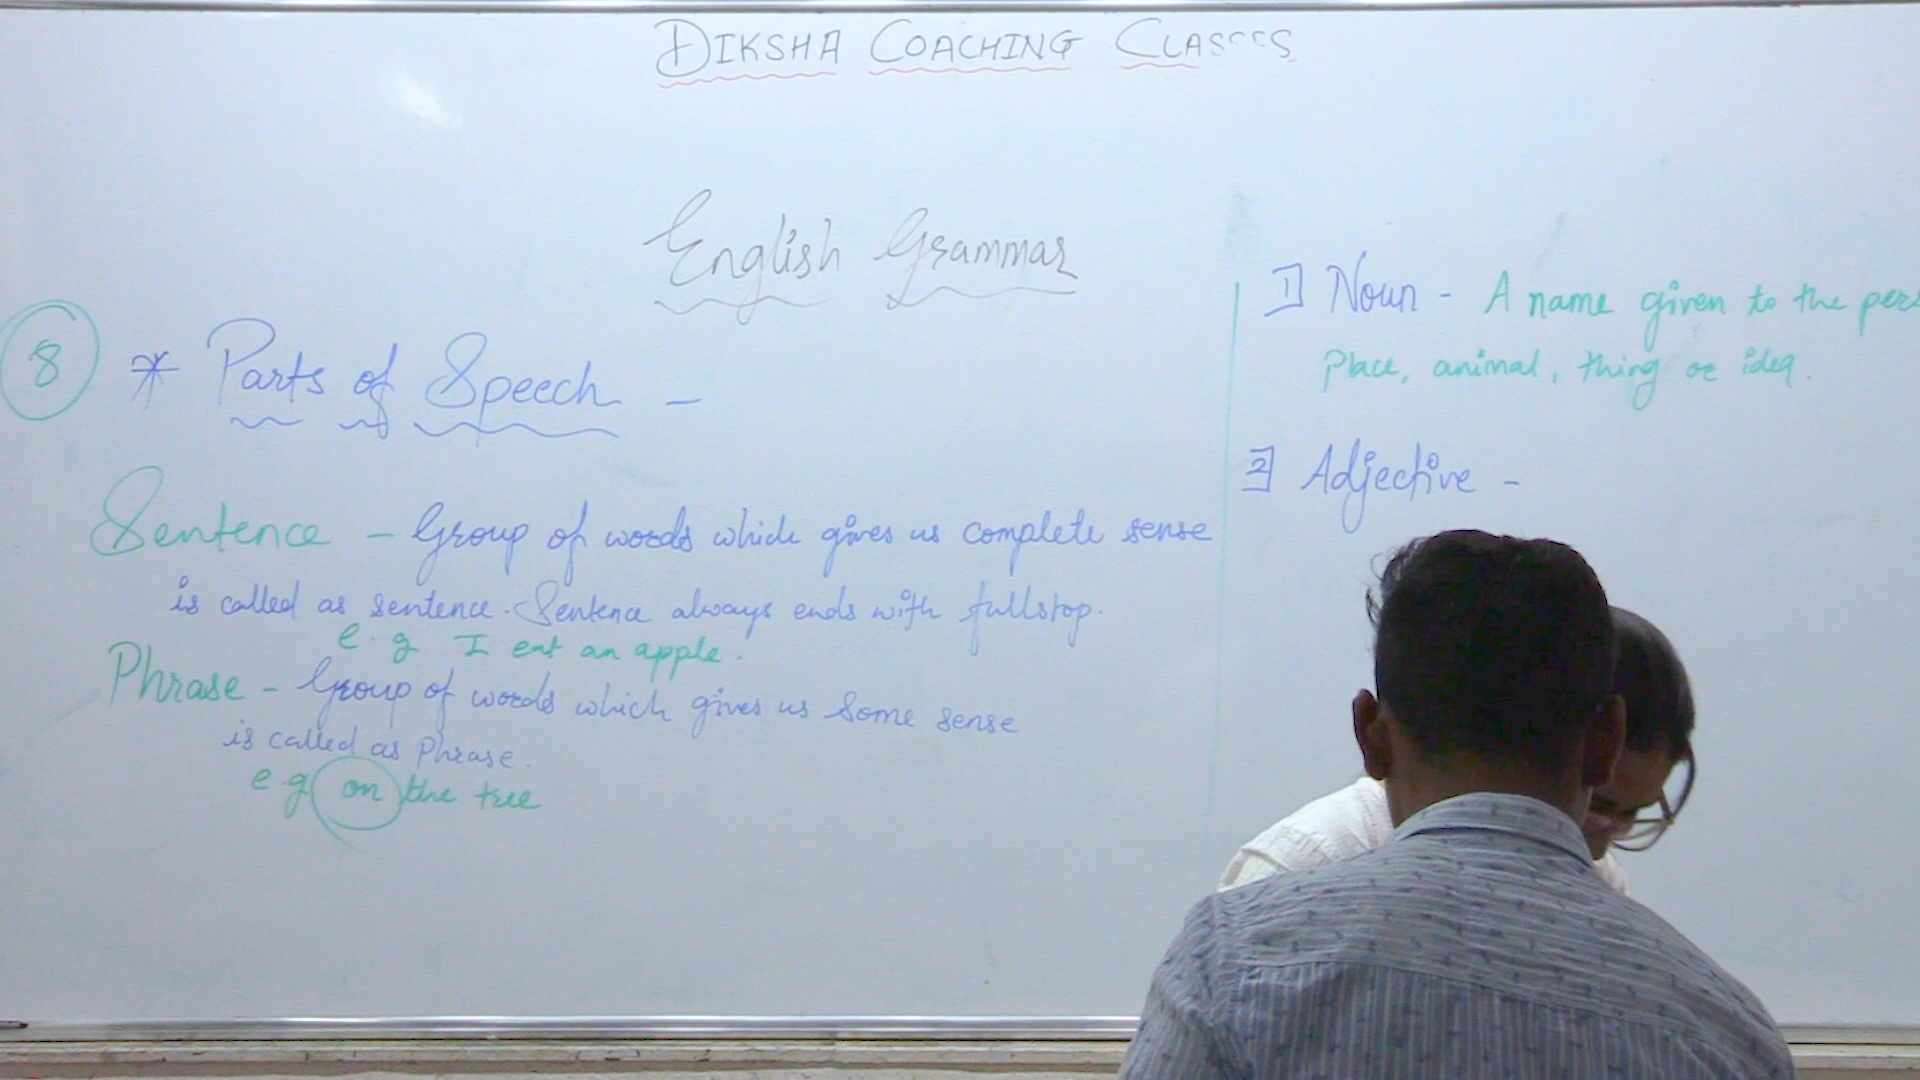 DIKSHA COACHING CLASSES
English Grammar
8 * Parts of Speech -
Sentence - Group of words which gives us complete sense
is called as sentence. Sentence always ends with fullstop.
e.g I eat an apple.
Phrase - Group of words which gives us some sense
is called as Phrase.
e g on the tree
1] Noun - A name given to the
Place, animal, thing or idea.
2] Adjective -